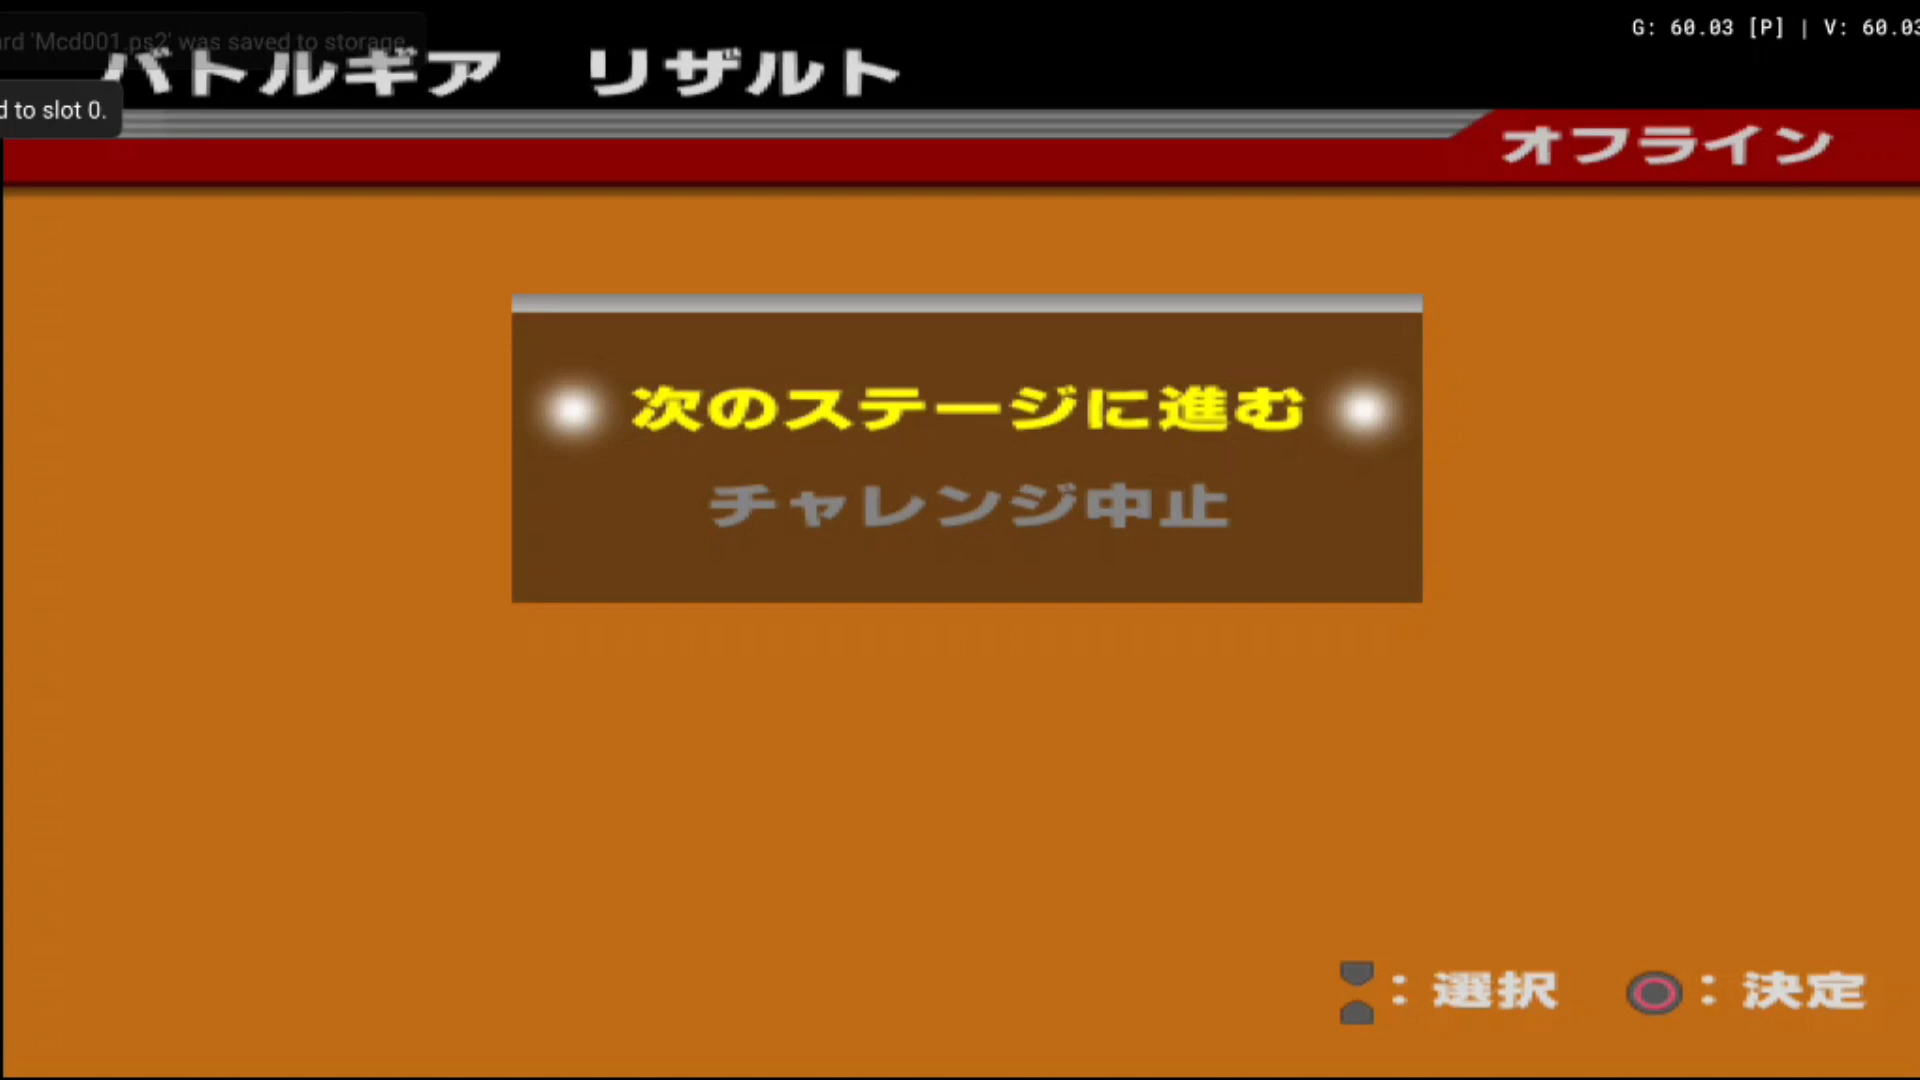 G: 60.03 [P] | V: 60.03
rd 'Mcd001.ps2' was saved to storage.
バトルギア リザルト
d to slot 0.
オフライン
次のステージに進む
チャレンジ中止
：選択 ：決定